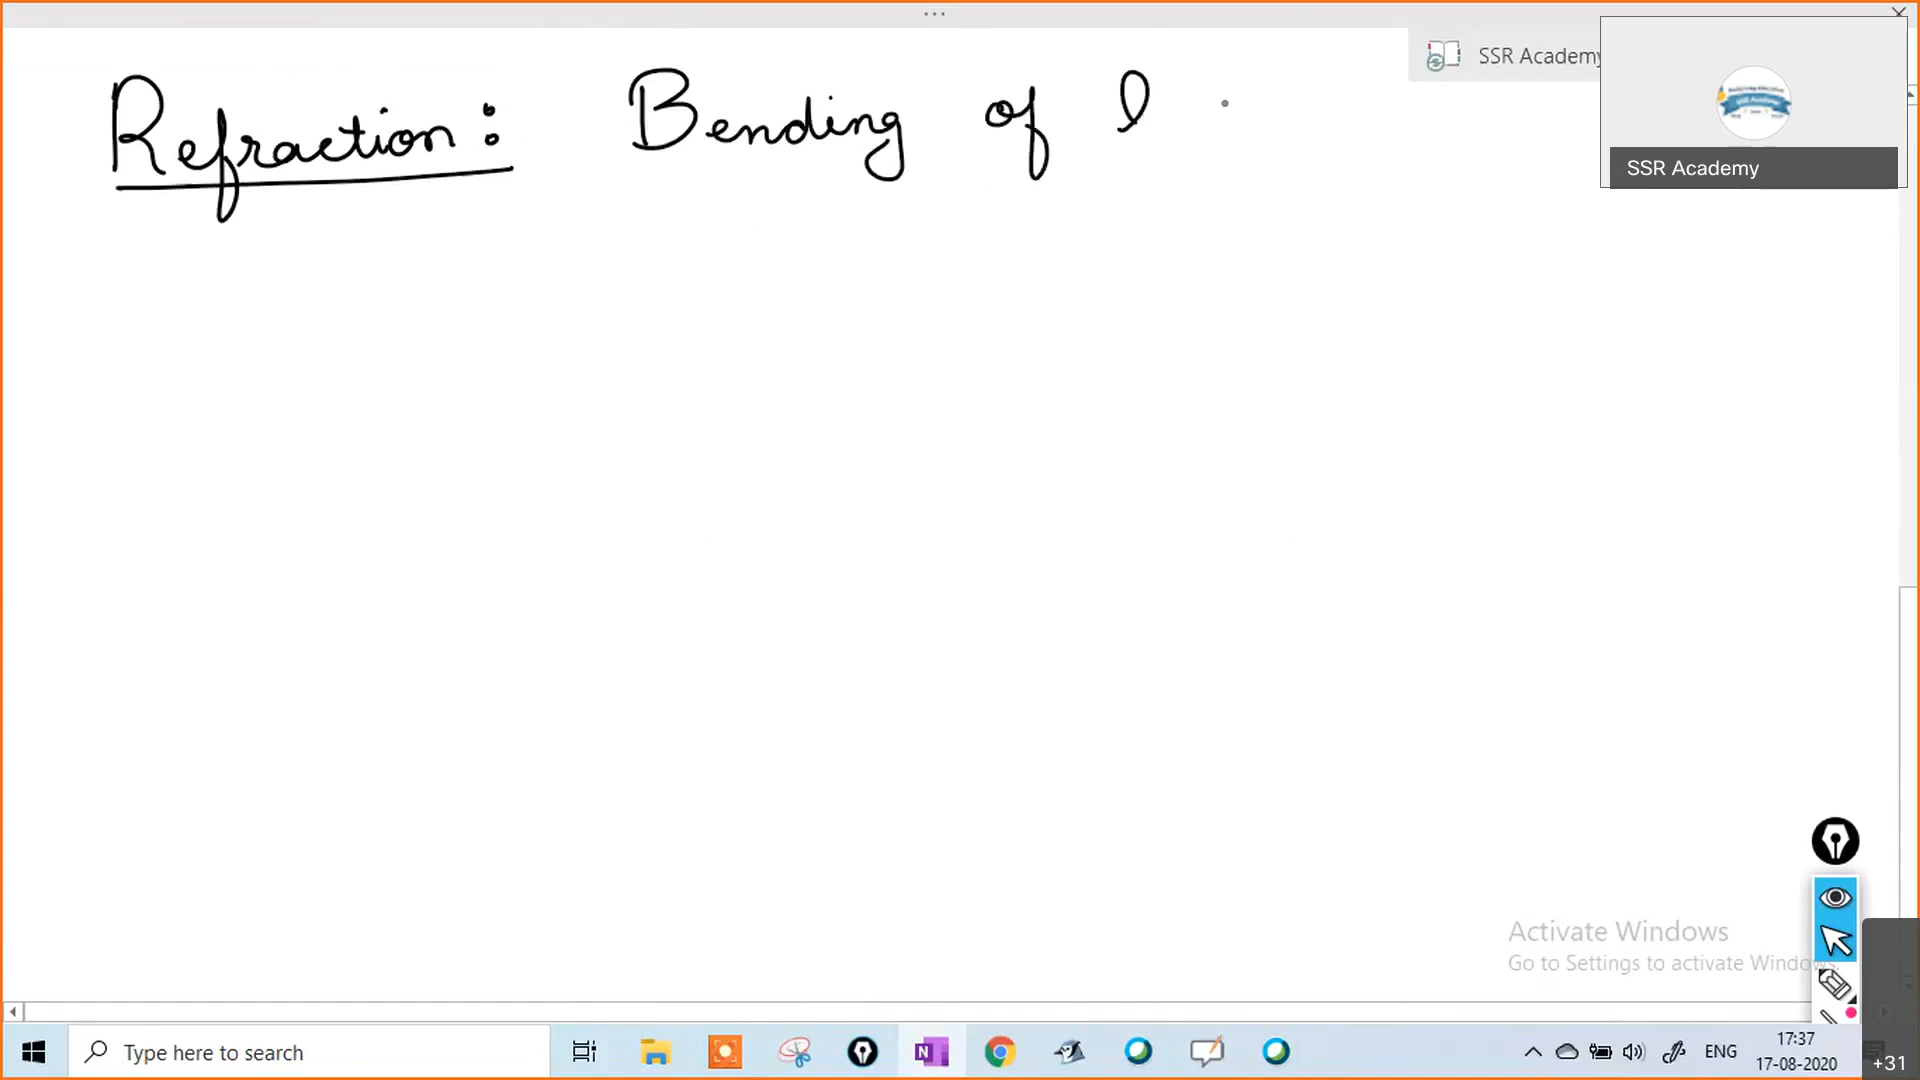 Refraction: Bending of l
SSR Academy
SSR Academy
Activate Windows
Go to Settings to activate Windows.
Type here to search
ENG
17:37
17-08-2020
+31